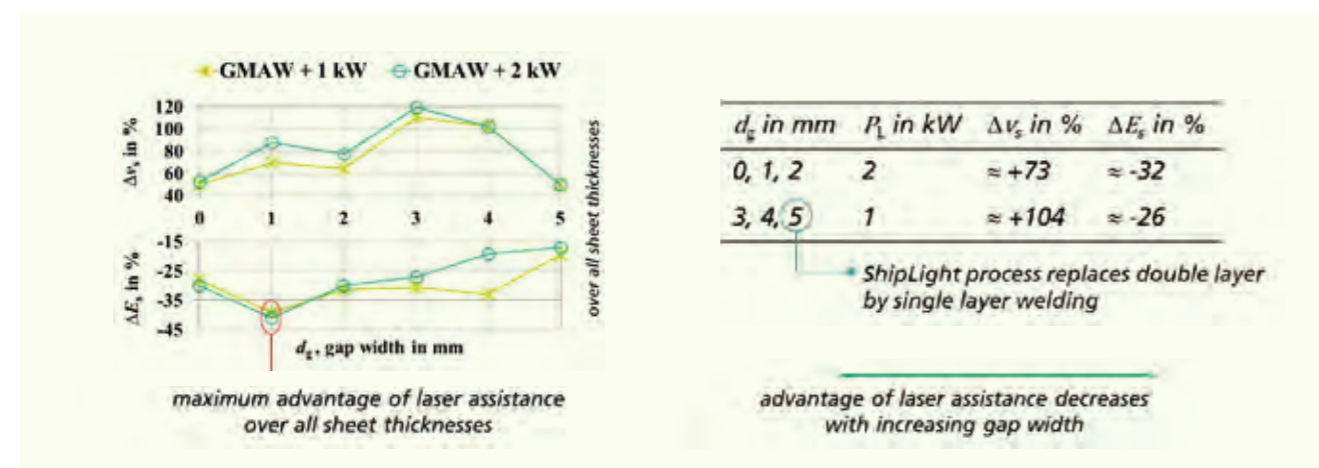 GMAW + 1 kW GMAW + 2 kW
Δvₛ in %
120
100
80
60
40
0 1 2 3 4 5
ΔEₛ in %
-15
-25
-35
-45
d_g, gap width in mm
over all sheet thicknesses
maximum advantage of laser assistance
over all sheet thicknesses
d_g in mm P_L in kW Δvₛ in % ΔEₛ in %
0, 1, 2 2 ≈ +73 ≈ -32
3, 4, 5 1 ≈ +104 ≈ -26
ShipLight process replaces double layer
by single layer welding
advantage of laser assistance decreases
with increasing gap width